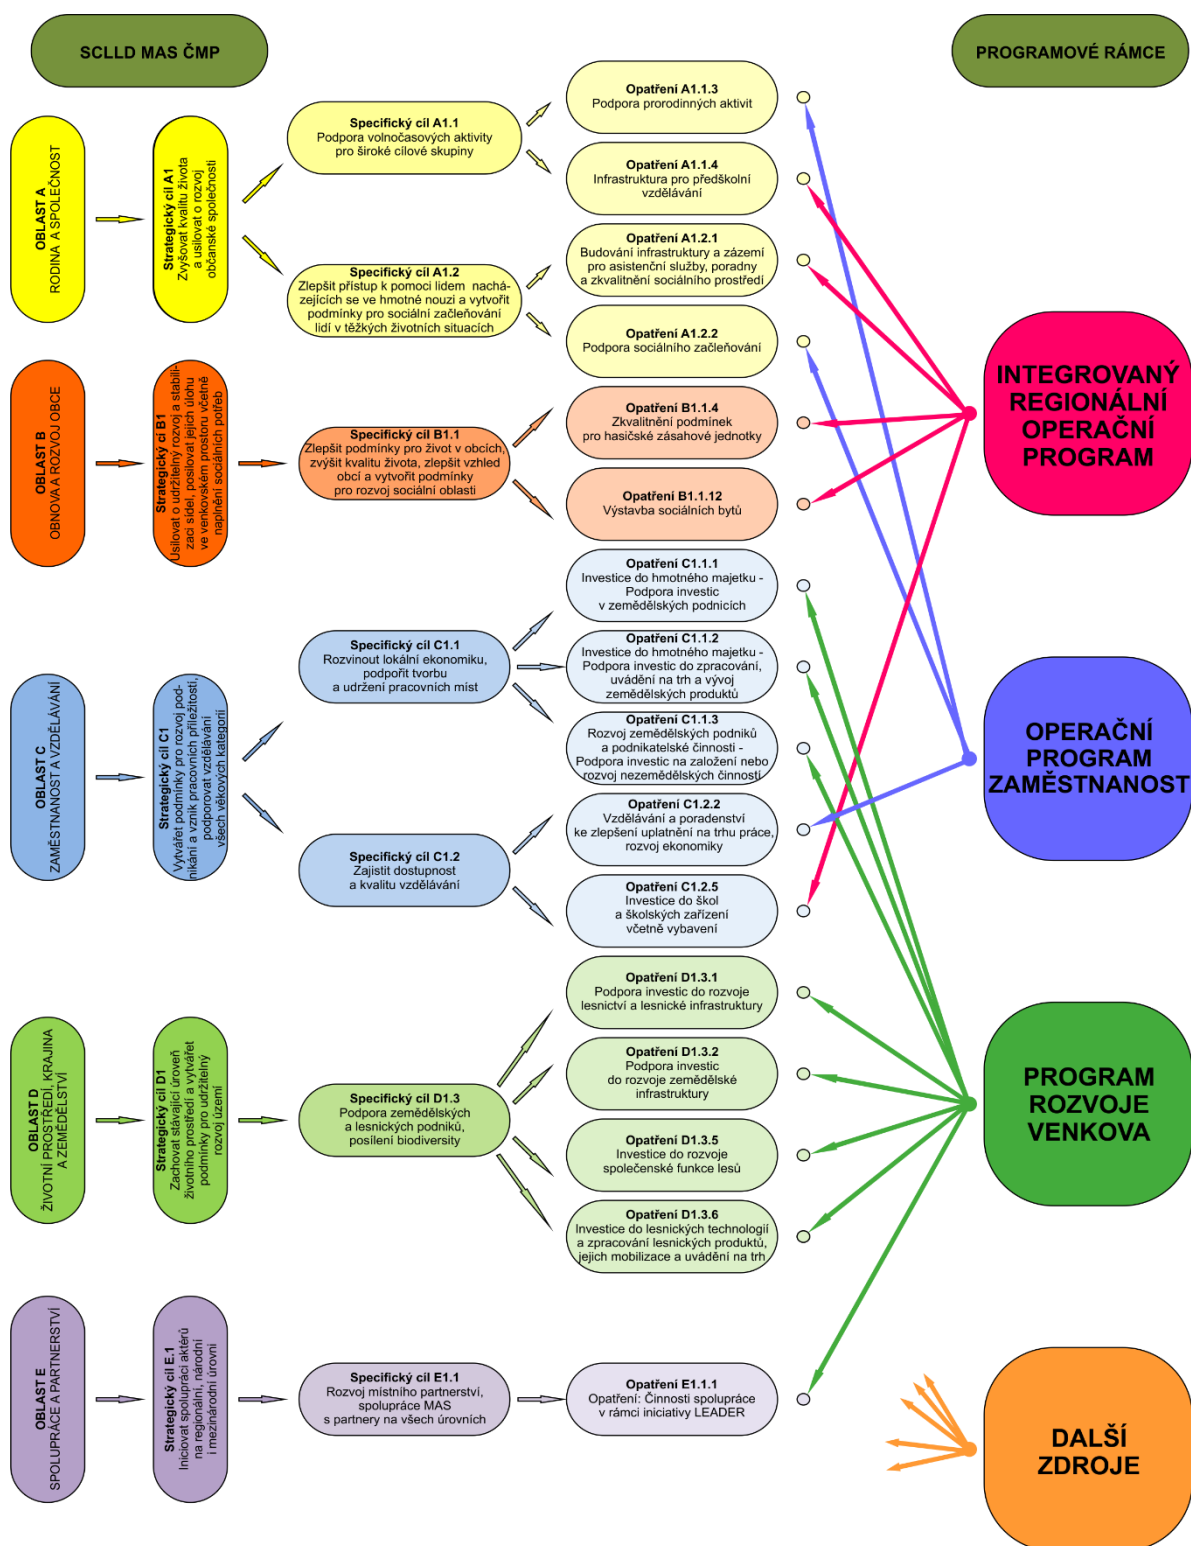 SCLLD MAS ČMP
PROGRAMOVÉ RÁMCE
OBLAST A
RODINA A SPOLEČNOST
Strategický cíl A1
Zvyšovat kvalitu života
a usilovat o rozvoj
občanské společnosti
Specifický cíl A1.1
Podpora volnočasových aktivity
pro široké cílové skupiny
Specifický cíl A1.2
Zlepšit přístup k pomoci lidem nachá-
zejících se ve hmotné nouzi a vytvořit
podmínky pro sociální začleňování
lidí v těžkých životních situacích
Opatření A1.1.3
Podpora prorodinných aktivit
Opatření A1.1.4
Infrastruktura pro předškolní
vzdělávání
Opatření A1.2.1
Budování infrastruktury a zázemí
pro asistenční služby, poradny
a zkvalitnění sociálního prostředí
Opatření A1.2.2
Podpora sociálního začleňování
OBLAST B
OBNOVA A ROZVOJ OBCE
Strategický cí B1
Usilovat o udržitelný rozvoj a stabili-
zaci sídel, posilovat jejich úlohu
ve venkovském prostoru včetně
naplnění sociálních potřeb
Specifický cíl B1.1
Zlepšit podmínky pro život v obcích,
zvýšit kvalitu života, zlepšit vzhled
obcí a vytvořit podmínky
pro rozvoj sociální oblasti
Opatření B1.1.4
Zkvalitnění podmínek
pro hasičské zásahové jednotky
Opatření B1.1.12
Výstavba sociálních bytů
OBLAST C
ZAMĚSTNANOST A VZDĚLÁVÁNÍ
Strategický cíl C1
Vytvářet podmínky pro rozvoj pod-
nikání a vznik pracovních příležitostí,
podporovat vzdělávání
všech věkových kategorií
Specifický cíl C1.1
Rozvinout lokální ekonomiku,
podpořit tvorbu
a udržení pracovních míst
Specifický cíl C1.2
Zajistit dostupnost
a kvalitu vzdělávání
Opatření C1.1.1
Investice do hmotného majetku -
Podpora investic
v zemědělských podnicích
Opatření C1.1.2
Investice do hmotného majetku -
Podpora investic do zpracování,
uvádění na trh a vývoj
zemědělských produktů
Opatření C1.1.3
Rozvoj zemědělských podniků
a podnikatelské činnosti -
Podpora investic na založení nebo
rozvoj nezemědělských činností
Opatření C1.2.2
Vzdělávání a poradenství
ke zlepšení uplatnění na trhu práce,
rozvoj ekonomiky
Opatření C1.2.5
Investice do škol
a školských zařízení
včetně vybavení
OBLAST D
ŽIVOTNÍ PROSTŘEDÍ, KRAJINA
A ZEMĚDĚLSTVÍ
Strategický cíl D1
Zachovat stávající úroveň
životního prostředí a vytvářet
podmínky pro udržitelný
rozvoj území
Specifický cíl D1.3
Podpora zemědělských
a lesnických podniků,
posílení biodiversity
Opatření D1.3.1
Podpora investic do rozvoje
lesnictví a lesnické infrastruktury
Opatření D1.3.2
Podpora investic
do rozvoje zemědělské
infrastruktury
Opatření D1.3.5
Investice do rozvoje
společenské funkce lesů
Opatření D1.3.6
Investice do lesnických technologií
a zpracování lesnických produktů,
jejich mobilizace a uvádění na trh
OBLAST E
SPOLUPRÁCE A PARTNERSTVÍ
Strategický cíl E.1
Iniciovat spolupráci aktérů
na regionální, národní
i mezinárodní úrovni
Specifický cíl E1.1
Rozvoj místního partnerství,
spolupráce MAS
s partnery na všech úrovních
Opatření E1.1.1
Opatření: Činnosti spolupráce
v rámci iniciativy LEADER
INTEGROVANÝ
REGIONÁLNÍ
OPERAČNÍ
PROGRAM
OPERAČNÍ
PROGRAM
ZAMĚSTNANOST
PROGRAM
ROZVOJE
VENKOVA
DALŠÍ
ZDROJE